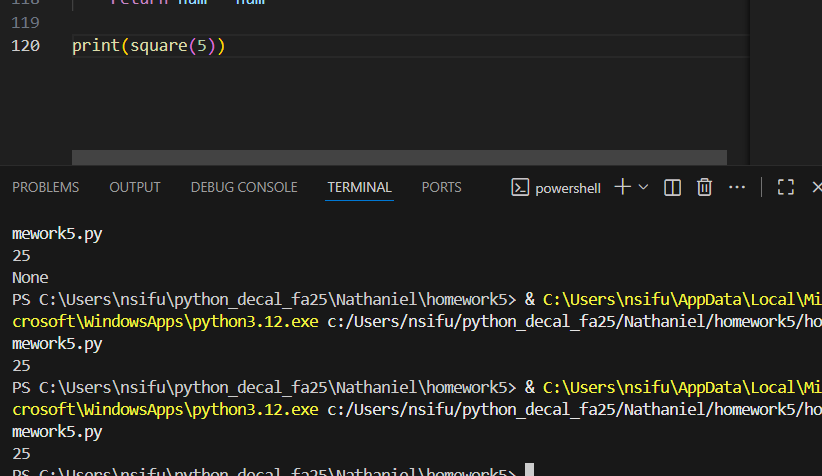 118 return num * num
119
120 print(square(5))
PROBLEMS OUTPUT DEBUG CONSOLE TERMINAL PORTS powershell
mework5.py
25
None
PS C:\Users\nsifu\python_decal_fa25\Nathaniel\homework5> & C:\Users\nsifu\AppData\Local\Mi
crosoft\WindowsApps\python3.12.exe c:/Users/nsifu/python_decal_fa25/Nathaniel/homework5/ho
mework5.py
25
PS C:\Users\nsifu\python_decal_fa25\Nathaniel\homework5> & C:\Users\nsifu\AppData\Local\Mi
crosoft\WindowsApps\python3.12.exe c:/Users/nsifu/python_decal_fa25/Nathaniel/homework5/ho
mework5.py
25
PS C:\Users\nsifu\python_decal_fa25\Nathaniel\homework5>